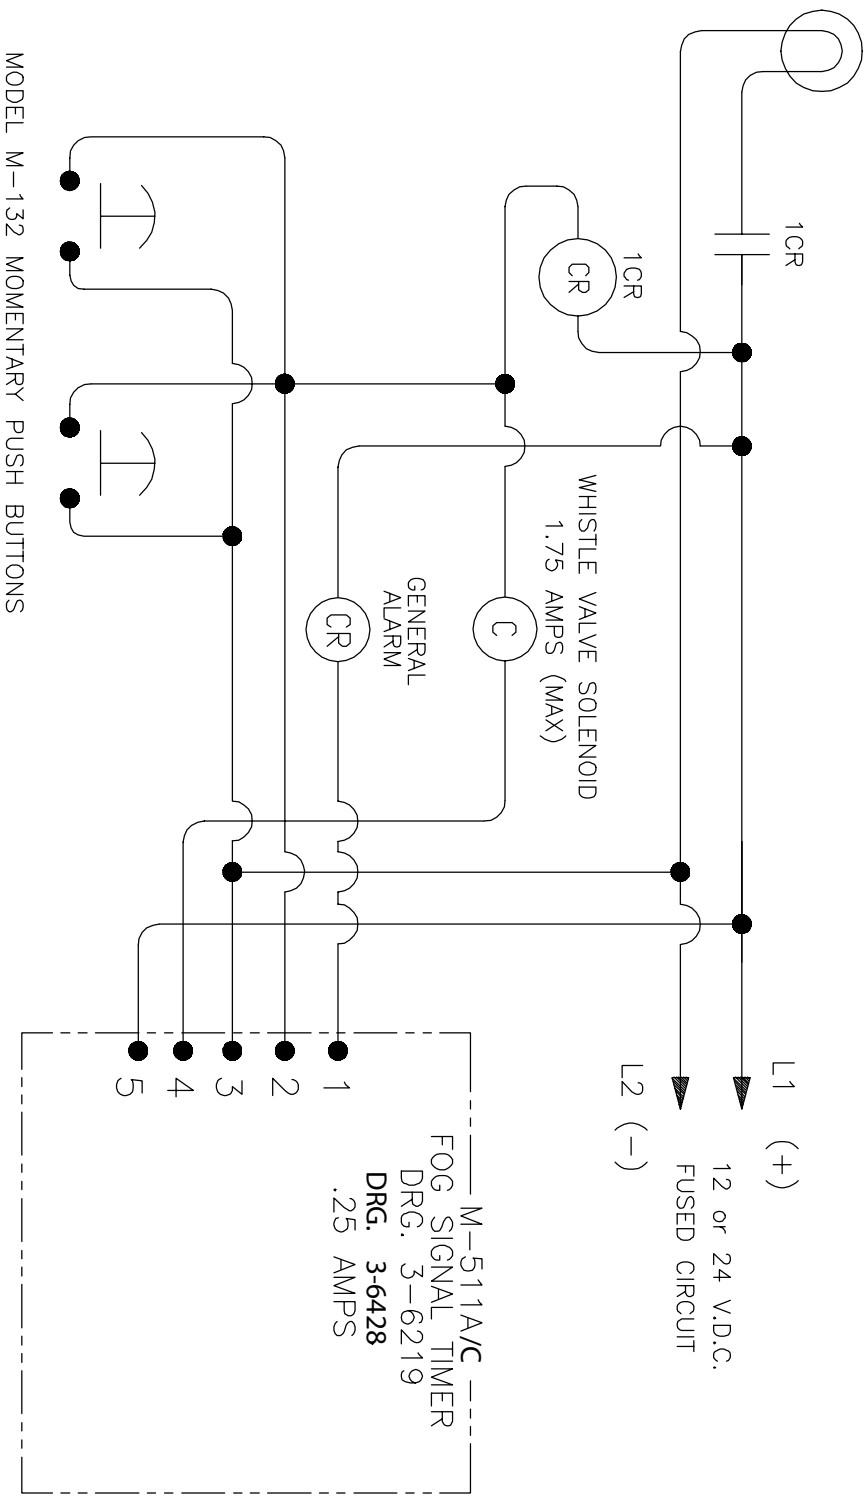 1CR
1CR
CR
L1 (+)
12 or 24 V.D.C.
FUSED CIRCUIT
L2 (-)
WHISTLE VALVE SOLENOID
1.75 AMPS (MAX)
C
GENERAL
ALARM
CR
1
2
3
4
5
M-511A/C
FOG SIGNAL TIMER
DRG. 3-6219
DRG. 3-6428
.25 AMPS
MODEL M-132 MOMENTARY PUSH BUTTONS